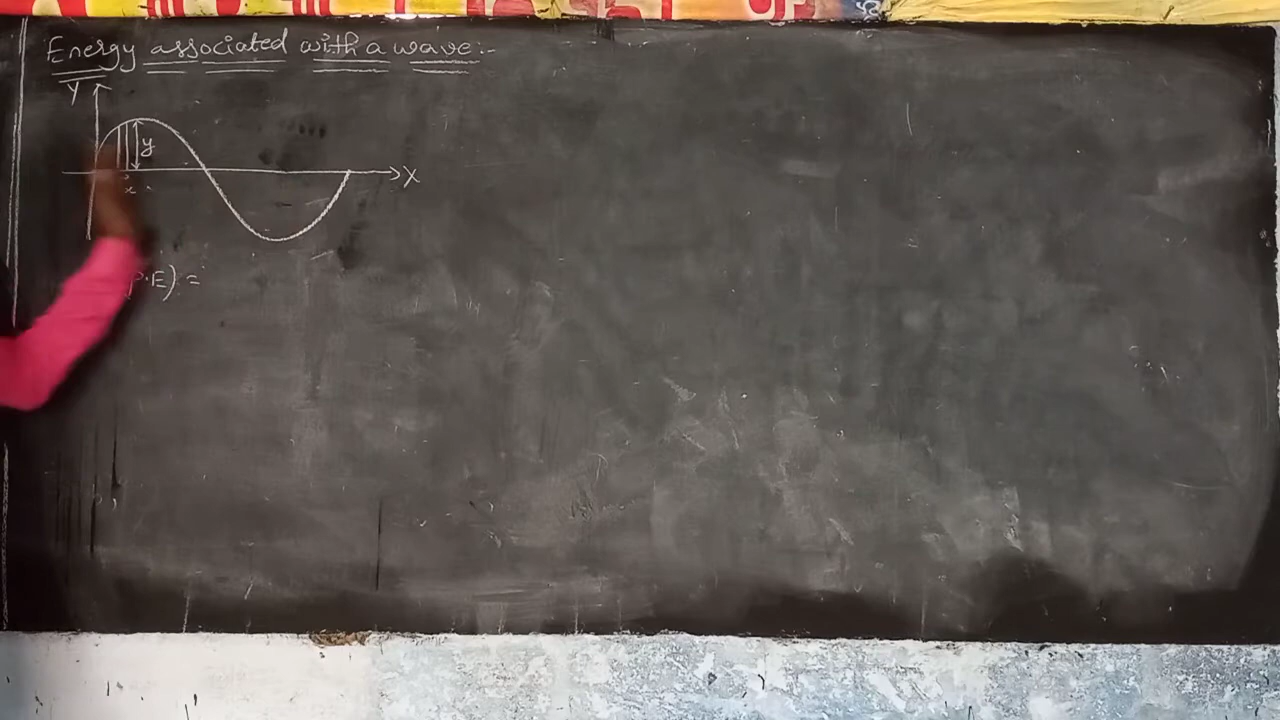 Energy associated with a wave:-
Y
y
x
X
P.E) =